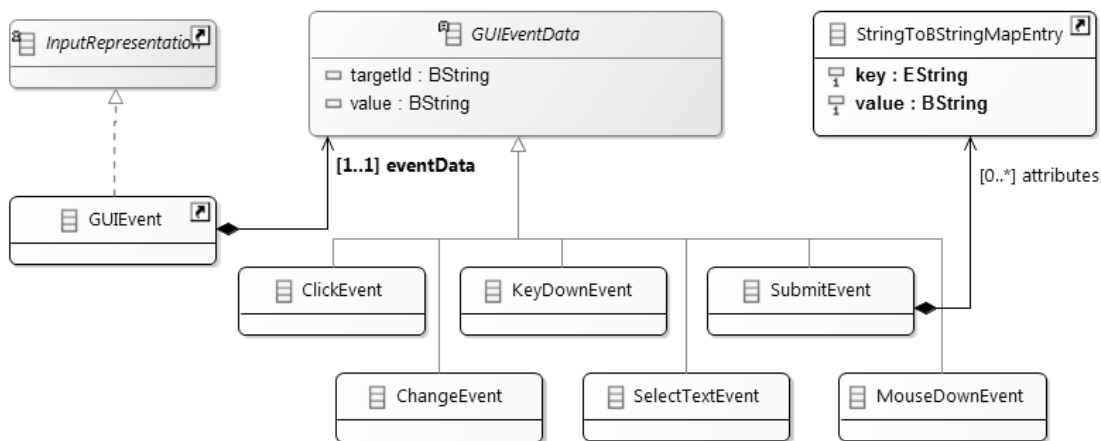 InputRepresentation
GUIEventData
targetId : BString
value : BString
StringToBStringMapEntry
key : EString
value : BString
[1..1] eventData
[0..*] attributes
GUIEvent
ClickEvent
KeyDownEvent
SubmitEvent
ChangeEvent
SelectTextEvent
MouseDownEvent